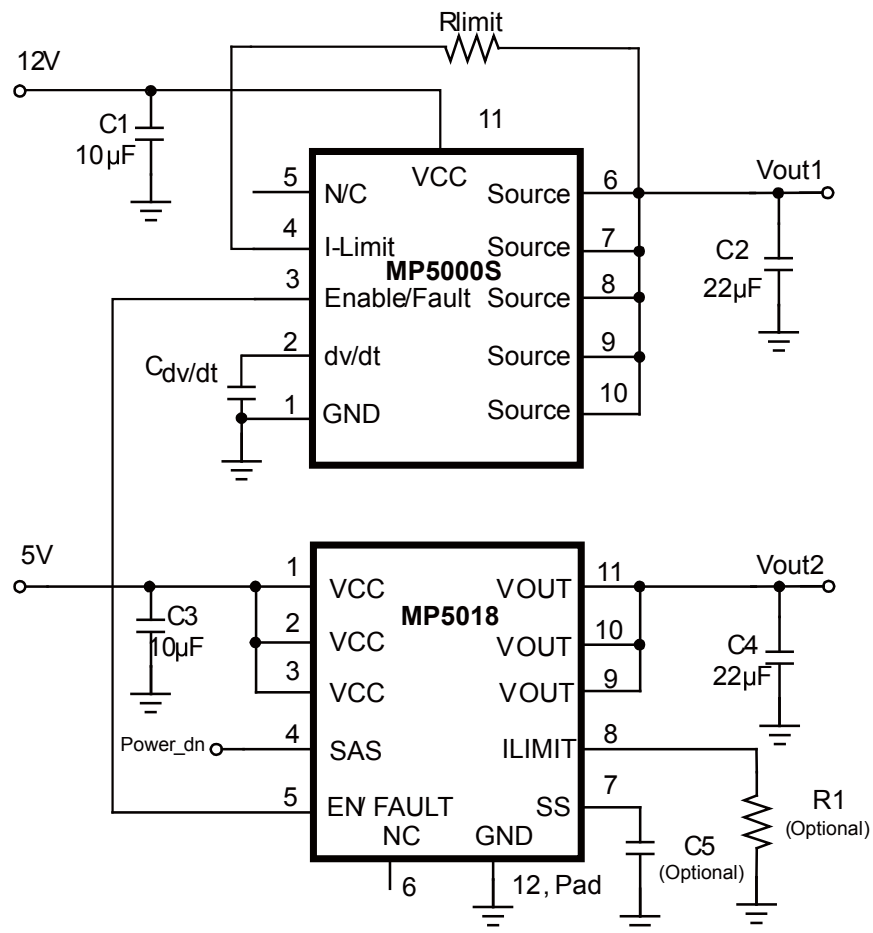 Rlimit
12V
11
C1
10µF
VCC
5
N/C
Source
6
Vout1
4
I-Limit
Source
7
C2
MP5000S
22µF
3
Enable/Fault
Source
8
2
dv/dt
Source
9
Cdv/dt
1
GND
Source
10
5V
1
VCC
VOUT
11
Vout2
C3
MP5018
10µF
2
VCC
VOUT
10
C4
22µF
3
VCC
VOUT
9
Power_dn
4
SAS
ILIMIT
8
5
EN/ FAULT
SS
7
R1
(Optional)
NC
GND
C5
(Optional)
6
12, Pad